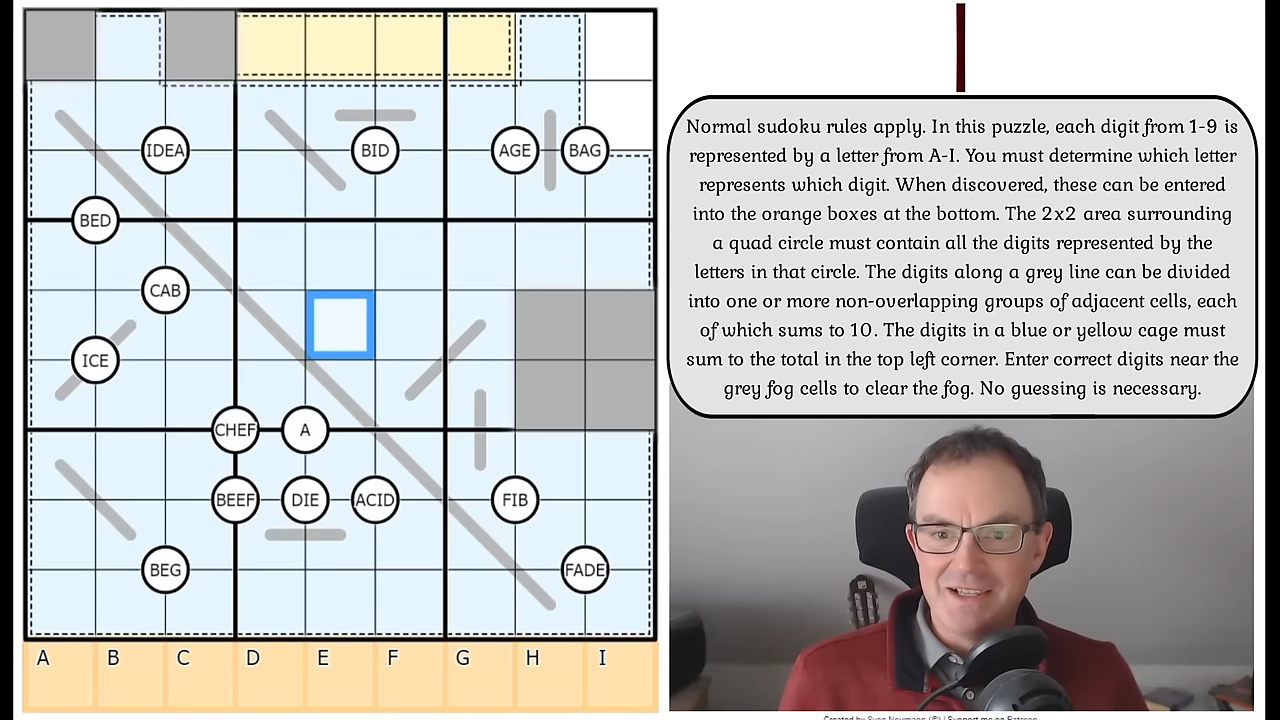 IDEA
BID
AGE
BAG
BED
CAB
ICE
CHEF
A
BEEF
DIE
ACID
FIB
BEG
FADE
A B C D E F G H I
Normal sudoku rules apply. In this puzzle, each digit from 1-9 is
represented by a letter from A-I. You must determine which letter
represents which digit. When discovered, these can be entered
into the orange boxes at the bottom. The 2x2 area surrounding
a quad circle must contain all the digits represented by the
letters in that circle. The digits along a grey line can be divided
into one or more non-overlapping groups of adjacent cells, each
of which sums to 10. The digits in a blue or yellow cage must
sum to the total in the top left corner. Enter correct digits near the
grey fog cells to clear the fog. No guessing is necessary.